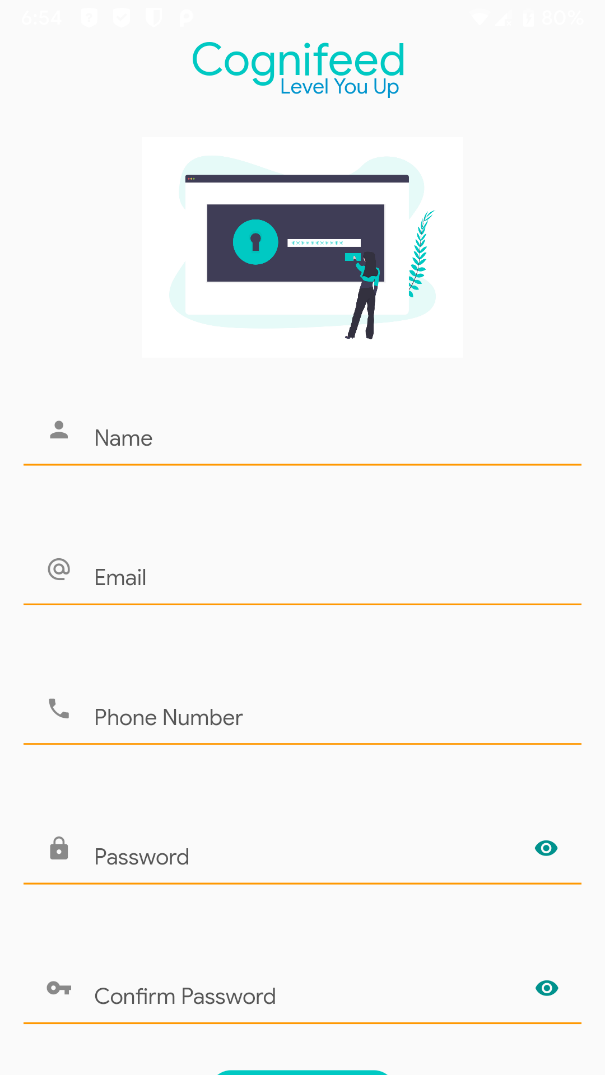 6:54 80%
Cognifeed
Level You Up
Name
Email
Phone Number
Password
Confirm Password